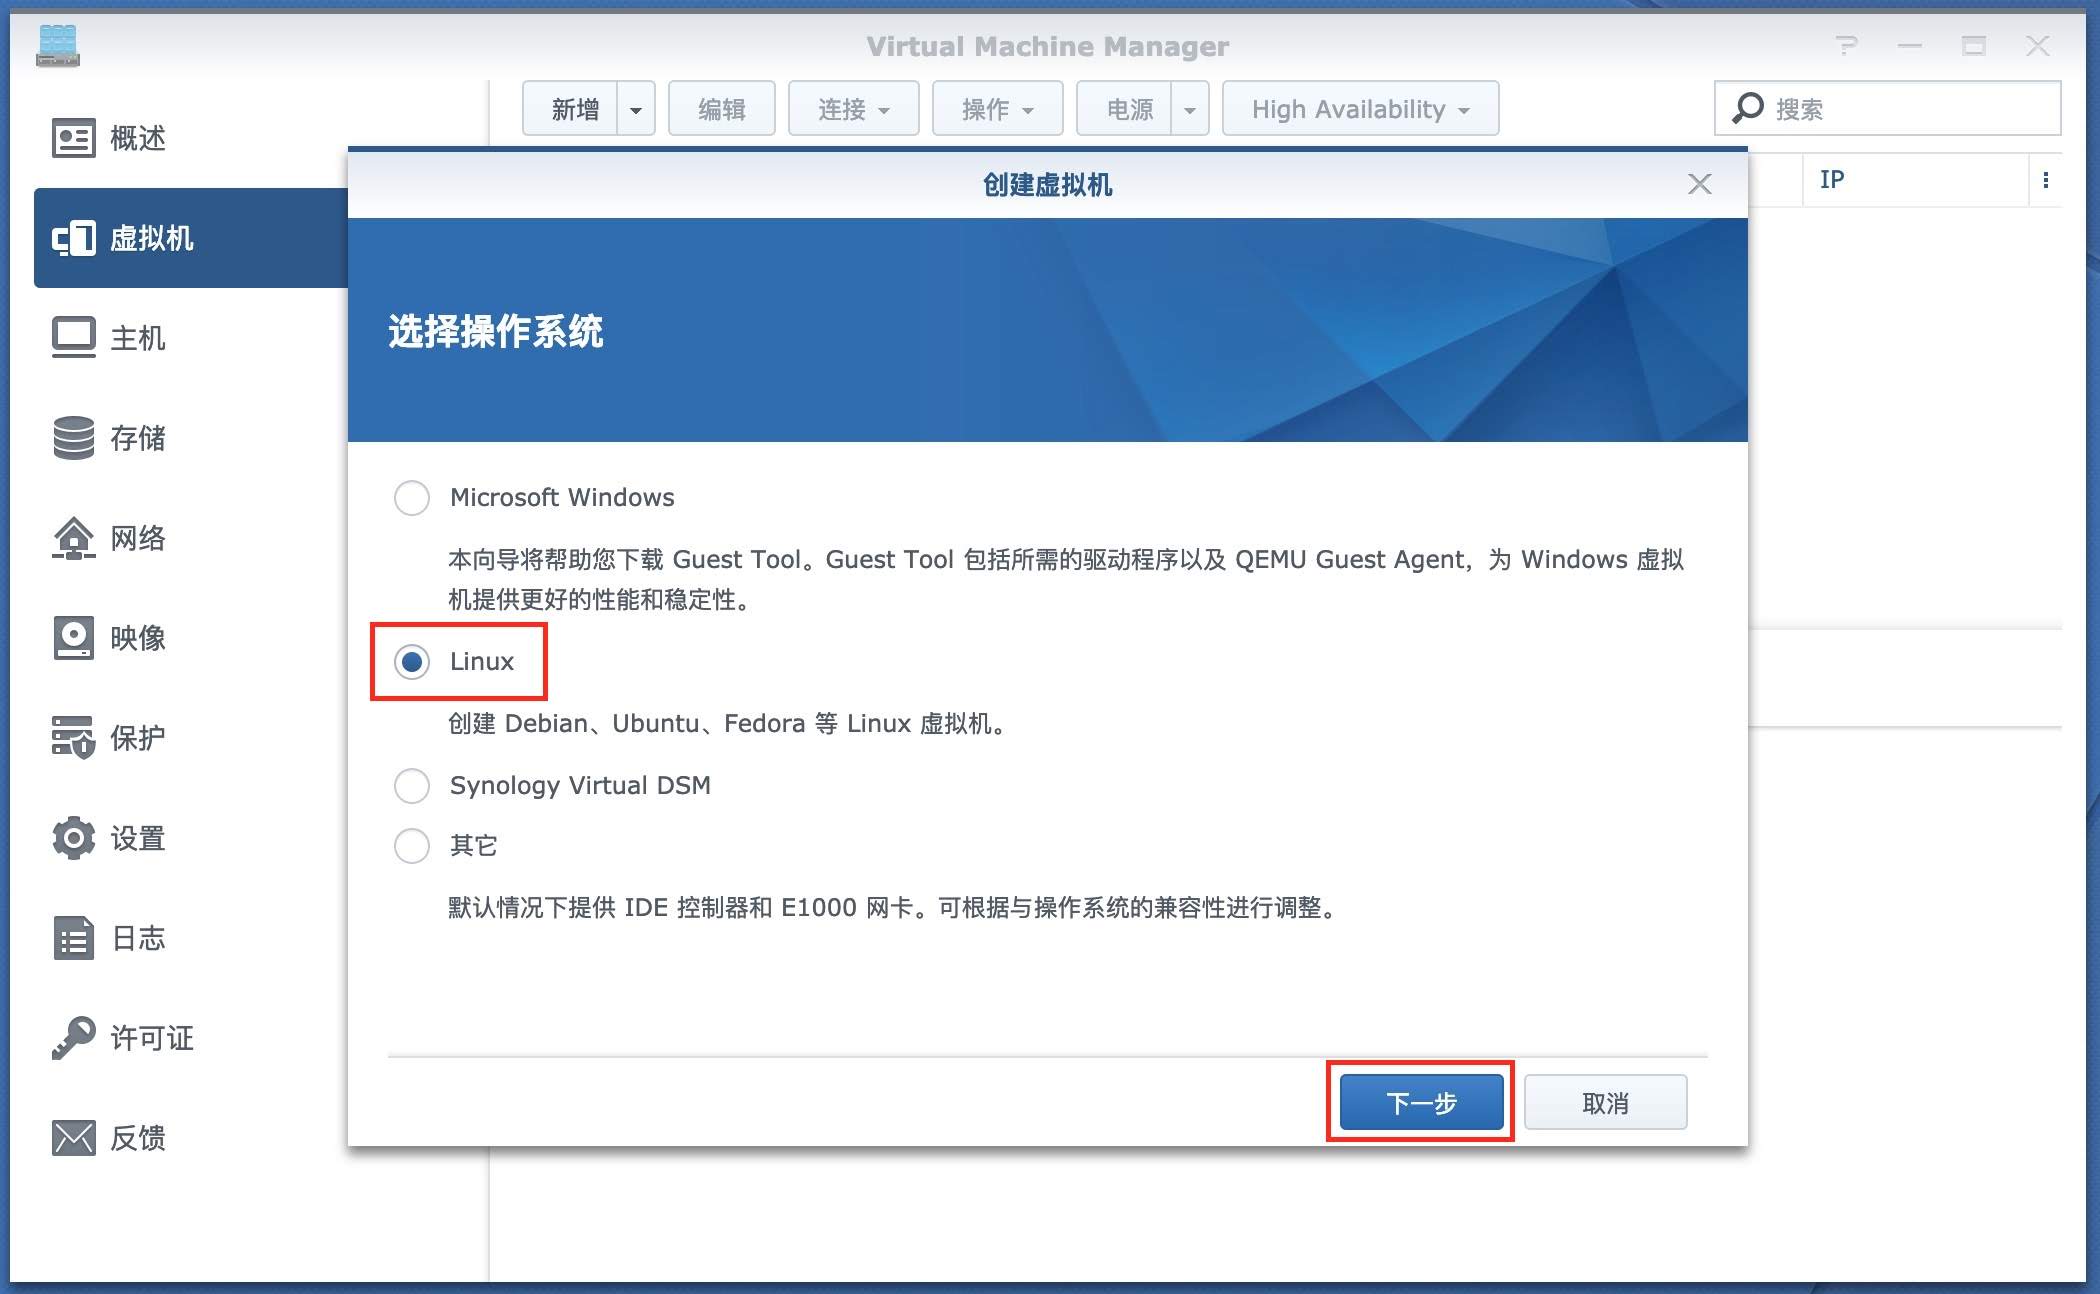 Virtual Machine Manager
新增
编辑
连接
操作
电源
High Availability
搜索
概述
虚拟机
主机
存储
网络
映像
保护
设置
日志
许可证
反馈
IP
创建虚拟机
选择操作系统
Microsoft Windows
本向导将帮助您下载 Guest Tool。Guest Tool 包括所需的驱动程序以及 QEMU Guest Agent，为 Windows 虚拟
机提供更好的性能和稳定性。
Linux
创建 Debian、Ubuntu、Fedora 等 Linux 虚拟机。
Synology Virtual DSM
其它
默认情况下提供 IDE 控制器和 E1000 网卡。可根据与操作系统的兼容性进行调整。
下一步
取消